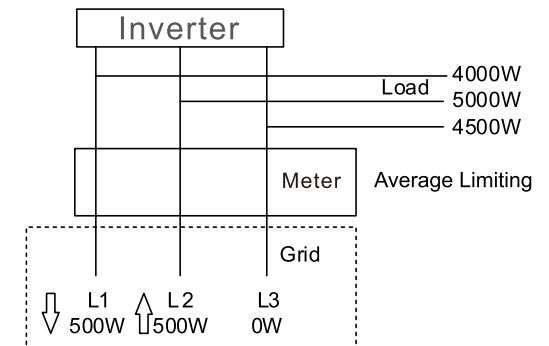 Inverter
4000W
Load
5000W
4500W
Meter
Average Limiting
Grid
L1 L2 L3
500W 500W 0W